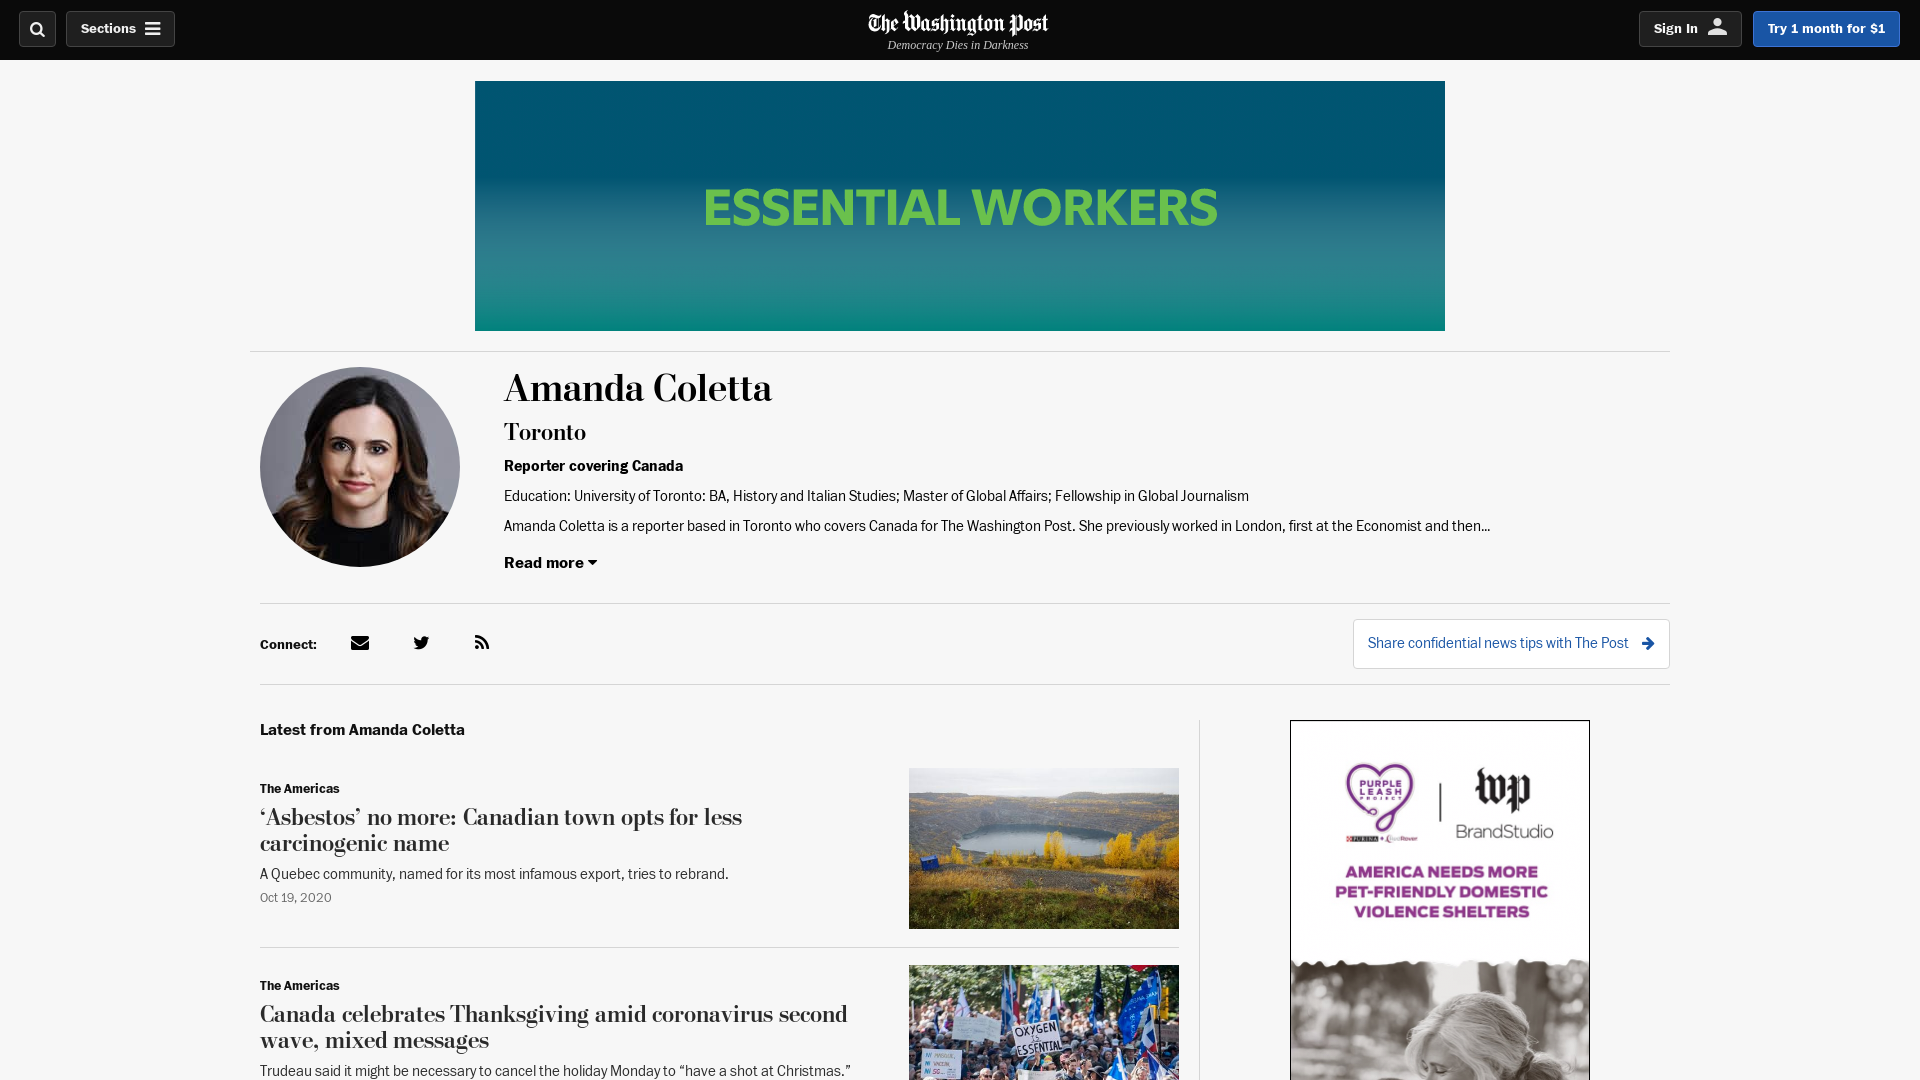 Sections
The Washington Post
Democracy Dies in Darkness
Sign In
Try 1 month for $1
ESSENTIAL WORKERS
Amanda Coletta
Toronto
Reporter covering Canada
Education: University of Toronto: BA, History and Italian Studies; Master of Global Affairs; Fellowship in Global Journalism
Amanda Coletta is a reporter based in Toronto who covers Canada for The Washington Post. She previously worked in London, first at the Economist and then...
Read more
Connect:
Share confidential news tips with The Post
Latest from Amanda Coletta
The Americas
‘Asbestos’ no more: Canadian town opts for less
carcinogenic name
A Quebec community, named for its most infamous export, tries to rebrand.
Oct 19, 2020
The Americas
Canada celebrates Thanksgiving amid coronavirus second
wave, mixed messages
Trudeau said it might be necessary to cancel the holiday Monday to “have a shot at Christmas.”
OXYGEN
IS
ESSENTIAL
PURPLE
LEASH
PROJECT
PURINA
wp
BrandStudio
AMERICA NEEDS MORE
PET-FRIENDLY DOMESTIC
VIOLENCE SHELTERS